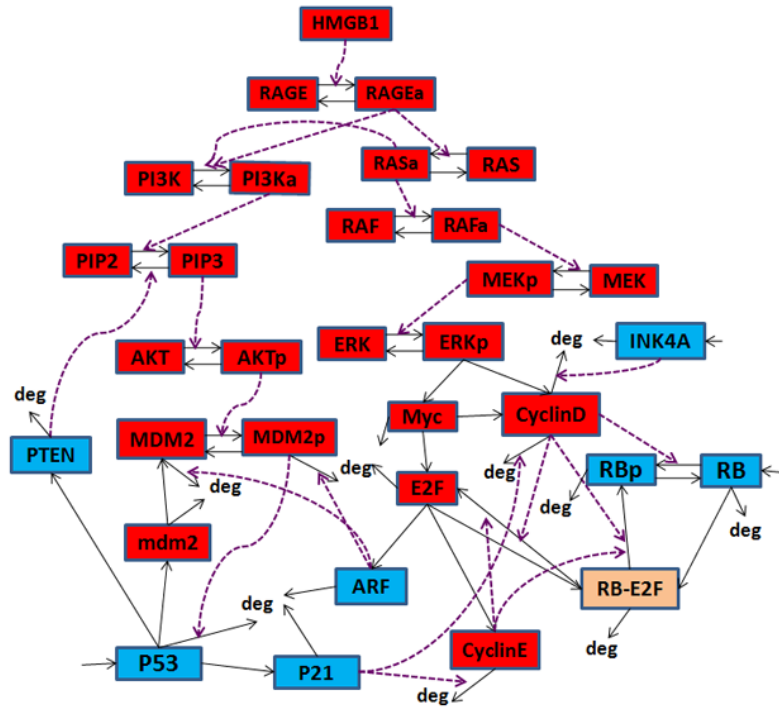 HMGB1
RAGE
RAGEa
PI3K
PI3Ka
RASa
RAS
RAF
RAFa
PIP2
PIP3
MEKp
MEK
AKT
AKTp
ERK
ERKp
deg
INK4A
deg
PTEN
MDM2
MDM2p
Myc
CyclinD
deg
deg
E2F
deg
RBp
RB
deg
deg
mdm2
ARF
RB-E2F
deg
P53
P21
CyclinE
deg
deg